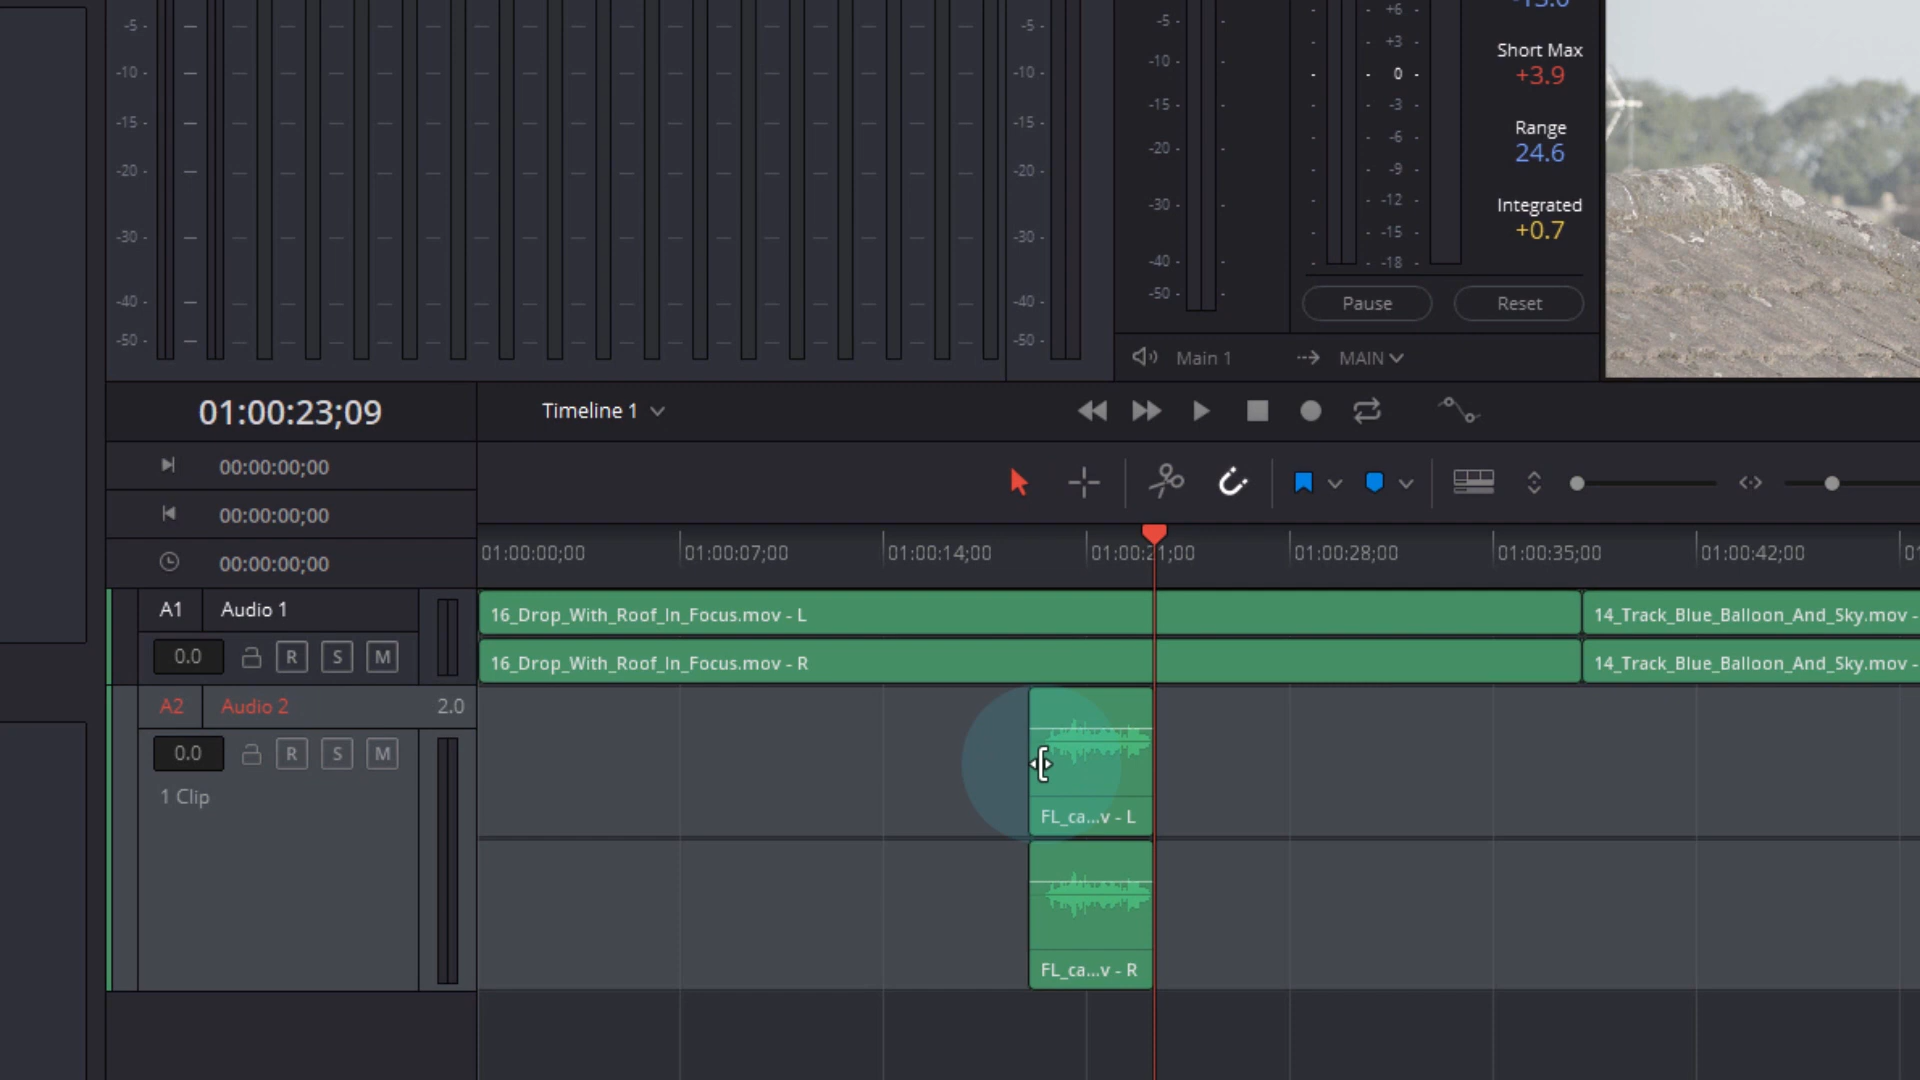 -5 -
-10 -
-15 -
-20 -
-30 -
-40 -
-50 -
-5 -
-10 -
-15 -
-20 -
-30 -
-40 -
-50 -
-5 -
-10 -
-15 -
-20 -
-30 -
-40 -
-50 -
- +6 -
- +3 -
- 0 -
- -3 -
- -6 -
- -9 -
- -12 -
- -15 -
- -18 -
Short Max
+3.9
Range
24.6
Integrated
+0.7
Pause Reset
Main 1 MAIN
01:00:23;09 Timeline 1
00:00:00;00
00:00:00;00
00:00:00;00
01:00:00;00 01:00:07;00 01:00:14;00 01:00:21;00 01:00:28;00 01:00:35;00 01:00:42;00
A1 Audio 1
0.0 R S M
16_Drop_With_Roof_In_Focus.mov - L 14_Track_Blue_Balloon_And_Sky.mov -
16_Drop_With_Roof_In_Focus.mov - R 14_Track_Blue_Balloon_And_Sky.mov -
A2 Audio 2 2.0
0.0 R S M
1 Clip
FL_ca...v - L
FL_ca...v - R